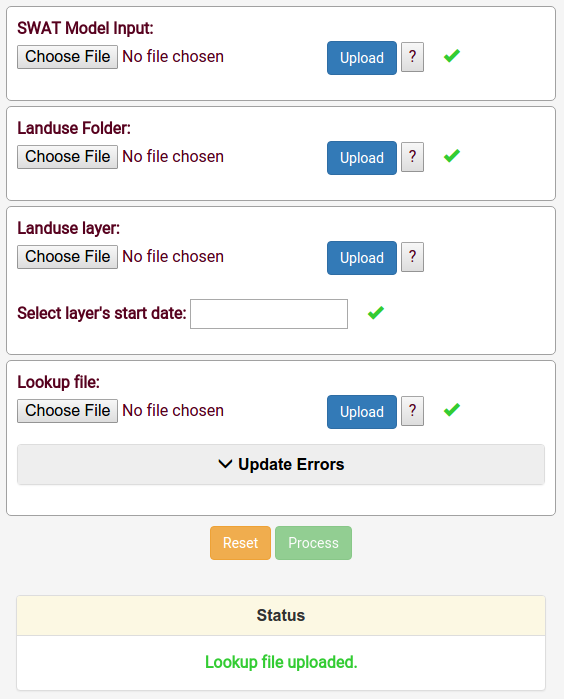 SWAT Model Input:
Choose File No file chosen Upload ?
Landuse Folder:
Choose File No file chosen Upload ?
Landuse layer:
Choose File No file chosen Upload ?
Select layer's start date:
Lookup file:
Choose File No file chosen Upload ?
Update Errors
Reset Process
Status
Lookup file uploaded.